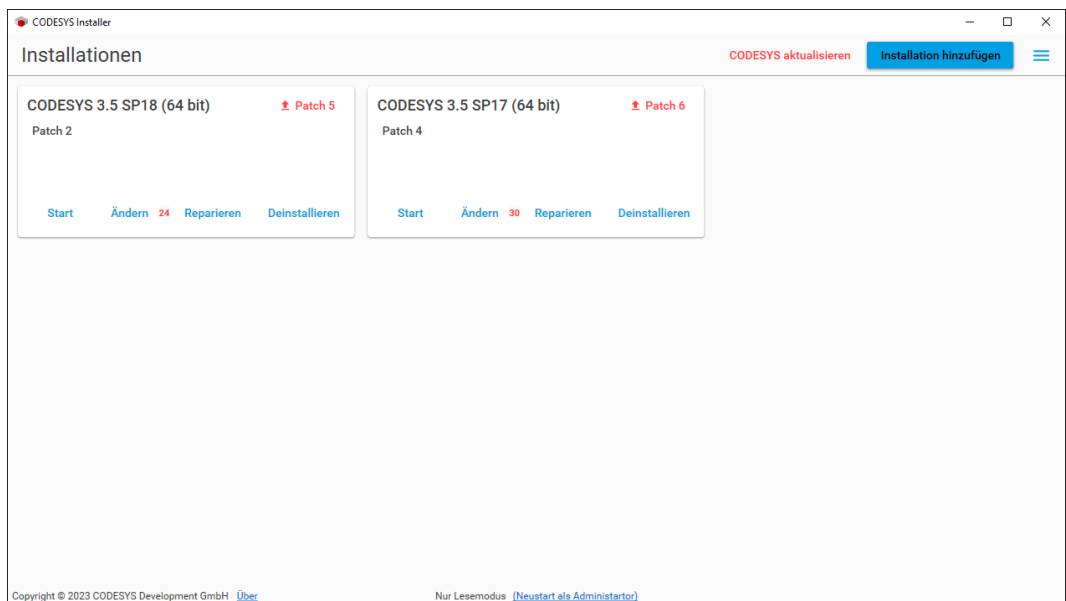 CODESYS Installer
Installationen
CODESYS aktualisieren
Installation hinzufügen
CODESYS 3.5 SP18 (64 bit)
Patch 5
Patch 2
Start Ändern 24 Reparieren Deinstallieren
CODESYS 3.5 SP17 (64 bit)
Patch 6
Patch 4
Start Ändern 30 Reparieren Deinstallieren
Copyright © 2023 CODESYS Development GmbH Über
Nur Lesemodus (Neustart als Administartor)